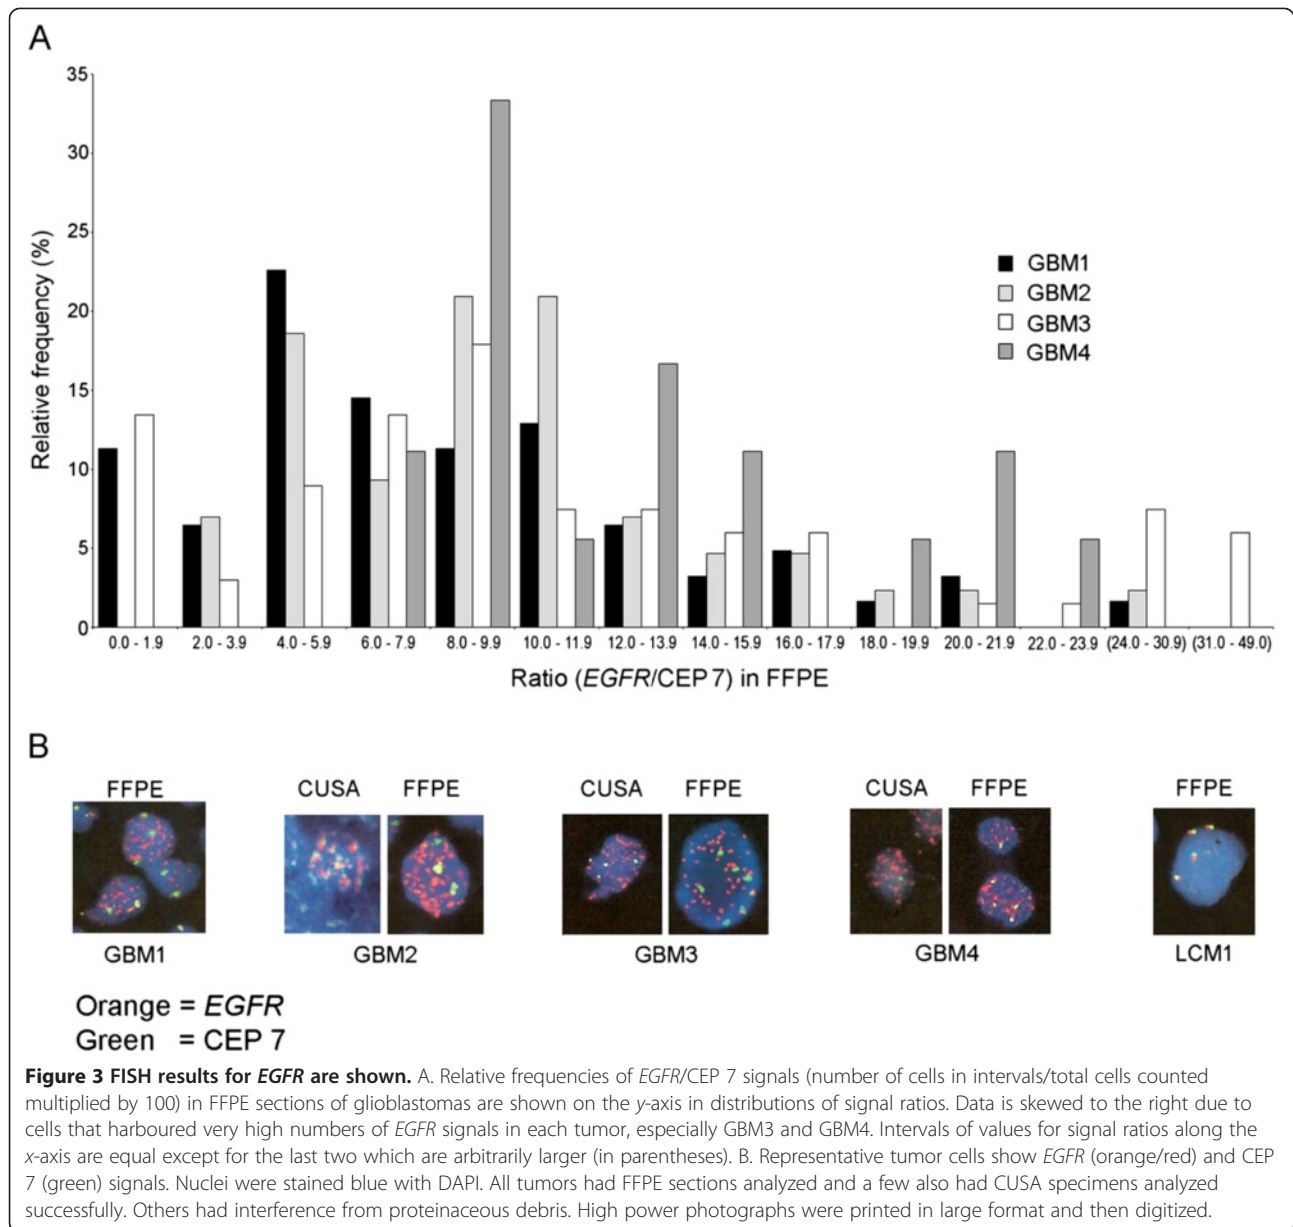 A
35
30
25
20
15
10
5
0
Relative frequency (%)
GBM1
GBM2
GBM3
GBM4
0.0 - 1.9 2.0 - 3.9 4.0 - 5.9 6.0 - 7.9 8.0 - 9.9 10.0 - 11.9 12.0 - 13.9 14.0 - 15.9 16.0 - 17.9 18.0 - 19.9 20.0 - 21.9 22.0 - 23.9 (24.0 - 30.9) (31.0 - 49.0)
Ratio (EGFR/CEP 7) in FFPE
B
FFPE CUSA FFPE CUSA FFPE CUSA FFPE FFPE
GBM1 GBM2 GBM3 GBM4 LCM1
Orange = EGFR
Green = CEP 7
Figure 3 FISH results for EGFR are shown. A. Relative frequencies of EGFR/CEP 7 signals (number of cells in intervals/total cells counted
multiplied by 100) in FFPE sections of glioblastomas are shown on the y-axis in distributions of signal ratios. Data is skewed to the right due to
cells that harboured very high numbers of EGFR signals in each tumor, especially GBM3 and GBM4. Intervals of values for signal ratios along the
x-axis are equal except for the last two which are arbitrarily larger (in parentheses). B. Representative tumor cells show EGFR (orange/red) and CEP
7 (green) signals. Nuclei were stained blue with DAPI. All tumors had FFPE sections analyzed and a few also had CUSA specimens analyzed
successfully. Others had interference from proteinaceous debris. High power photographs were printed in large format and then digitized.